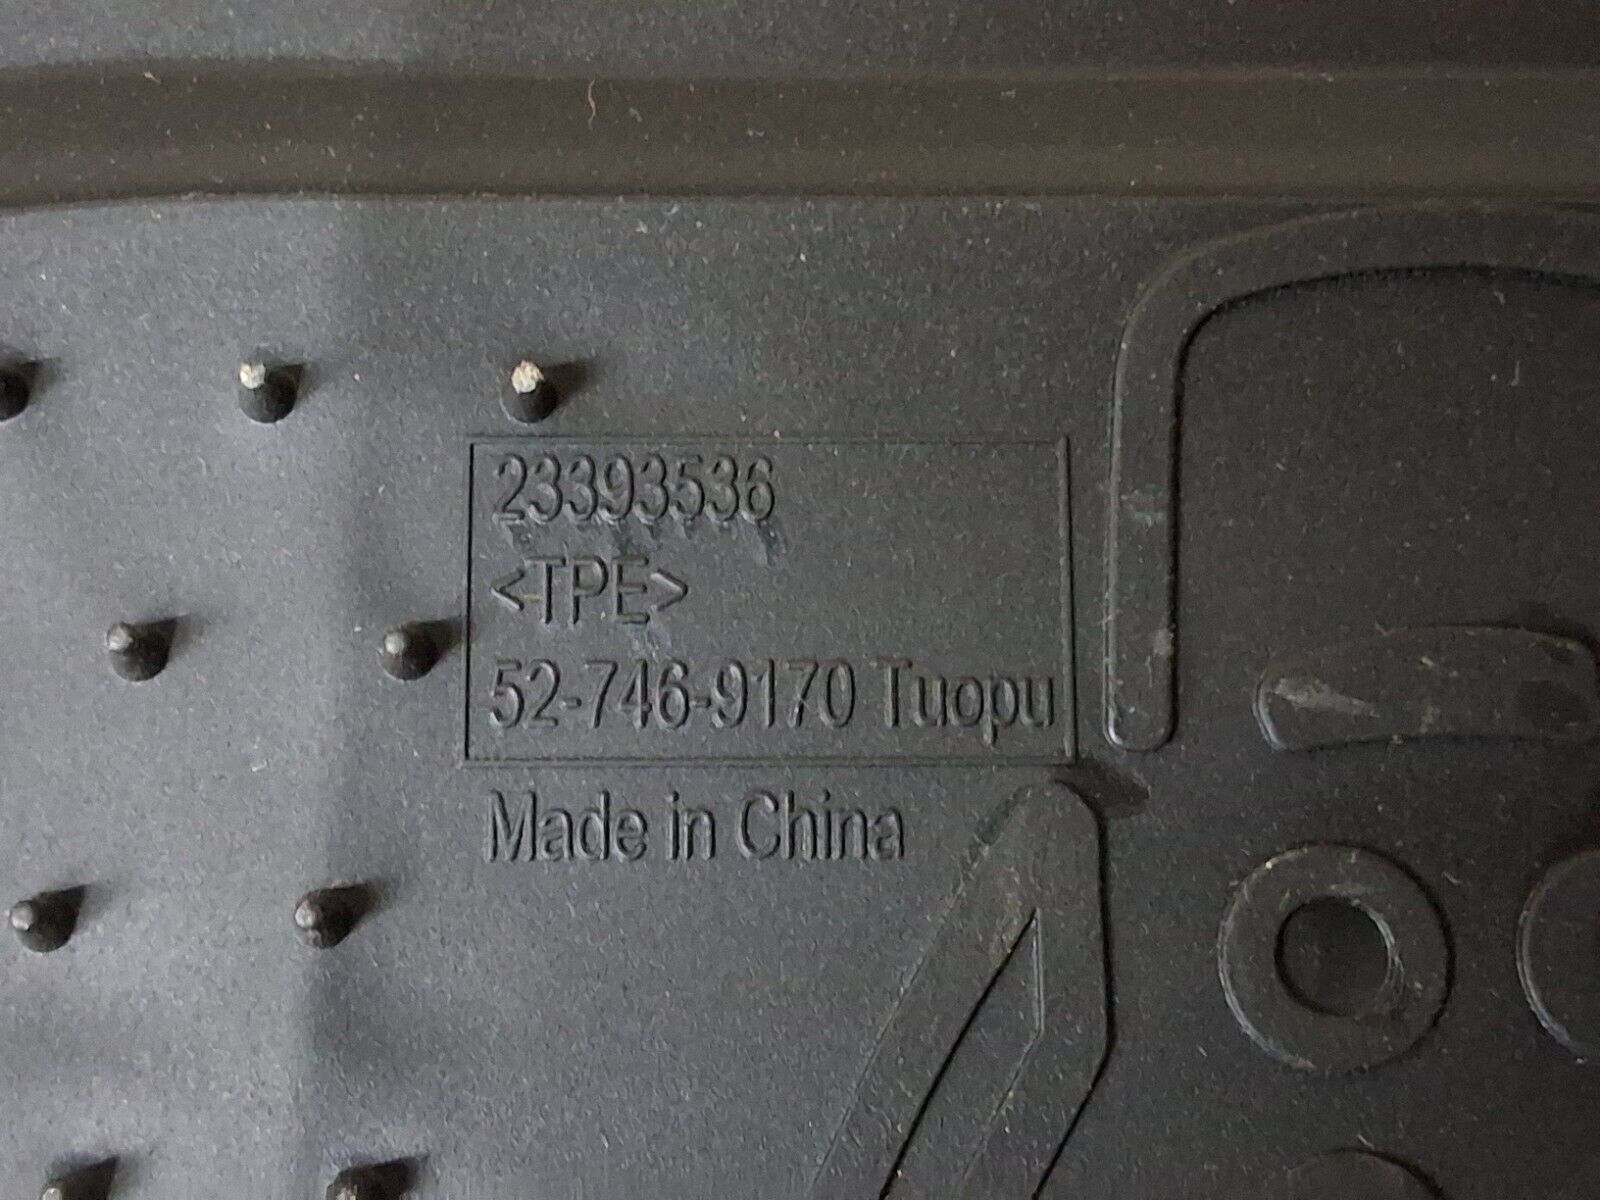 23393536
<TPE>
52-746-9170 Tuopu
Made in China